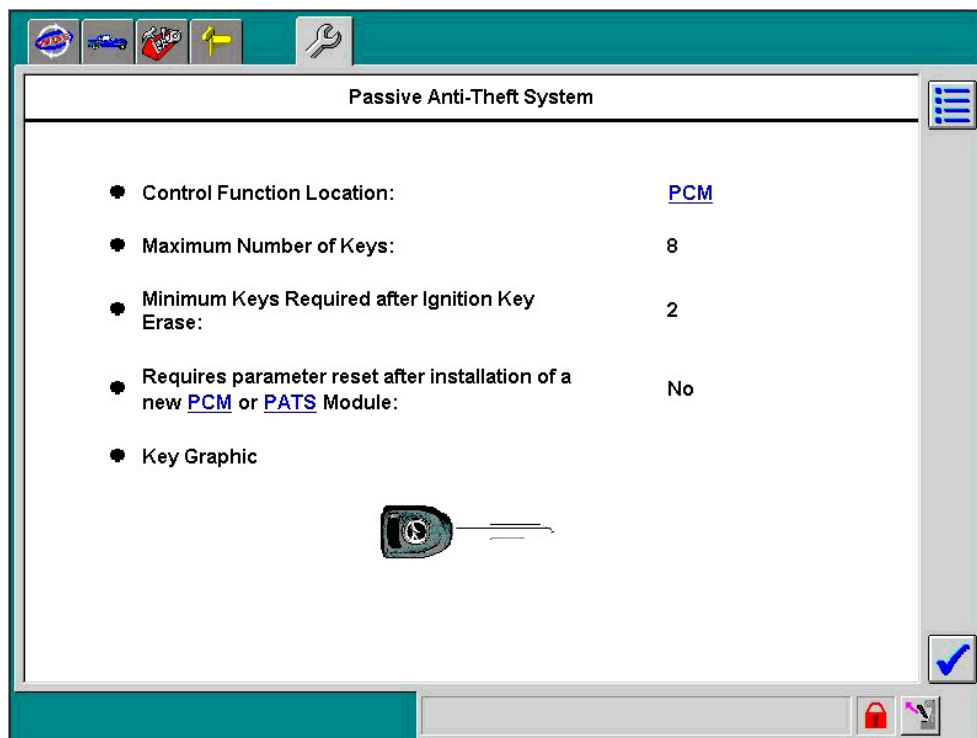 Passive Anti-Theft System
Control Function Location: PCM
Maximum Number of Keys: 8
Minimum Keys Required after Ignition Key
Erase: 2
Requires parameter reset after installation of a
new PCM or PATS Module: No
Key Graphic